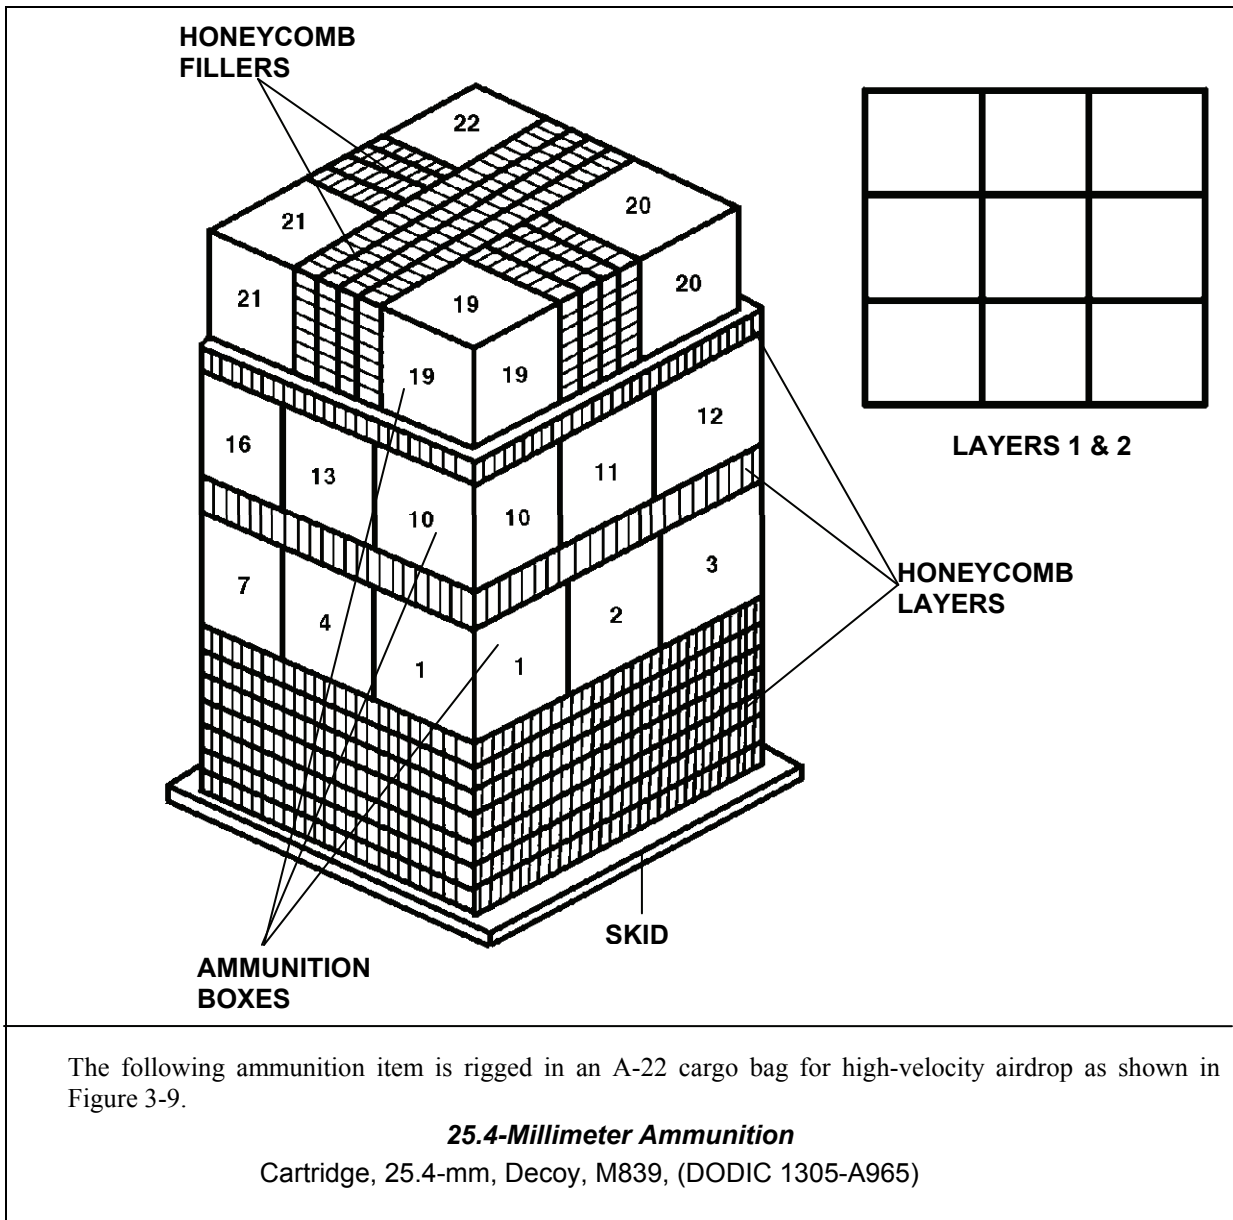 HONEYCOMB
FILLERS
22
21
20
21
20
19
19
19
16
13
10
10
11
12
LAYERS 1 & 2
7
4
1
1
2
3
HONEYCOMB
LAYERS
SKID
AMMUNITION
BOXES
The following ammunition item is rigged in an A-22 cargo bag for high-velocity airdrop as shown in
Figure 3-9.
25.4-Millimeter Ammunition
Cartridge, 25.4-mm, Decoy, M839, (DODIC 1305-A965)